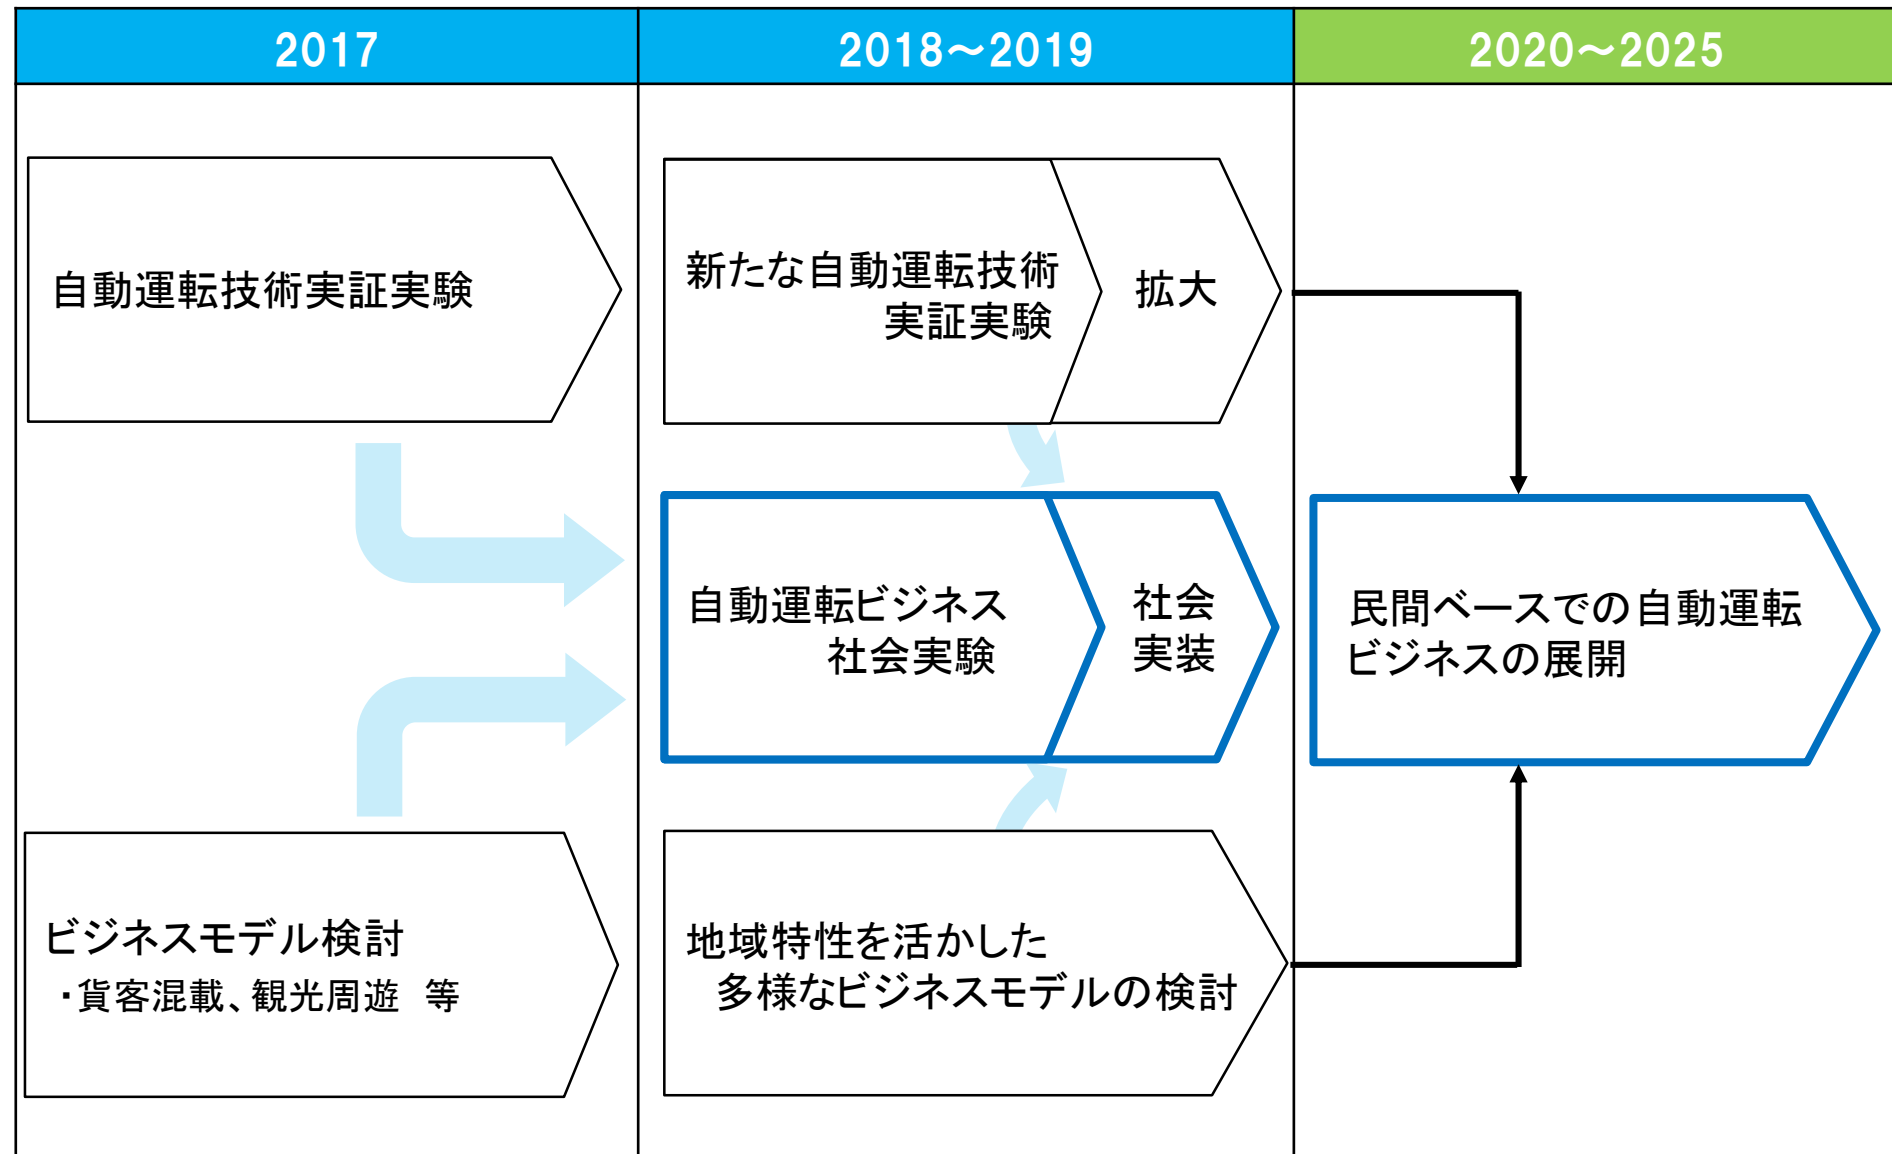 2017
2018～2019
2020～2025
自動運転技術実証実験
新たな自動運転技術
実証実験
拡大
自動運転ビジネス
社会実験
社会
実装
民間ベースでの自動運転
ビジネスの展開
ビジネスモデル検討
・貨客混載、観光周遊　等
地域特性を活かした
多様なビジネスモデルの検討